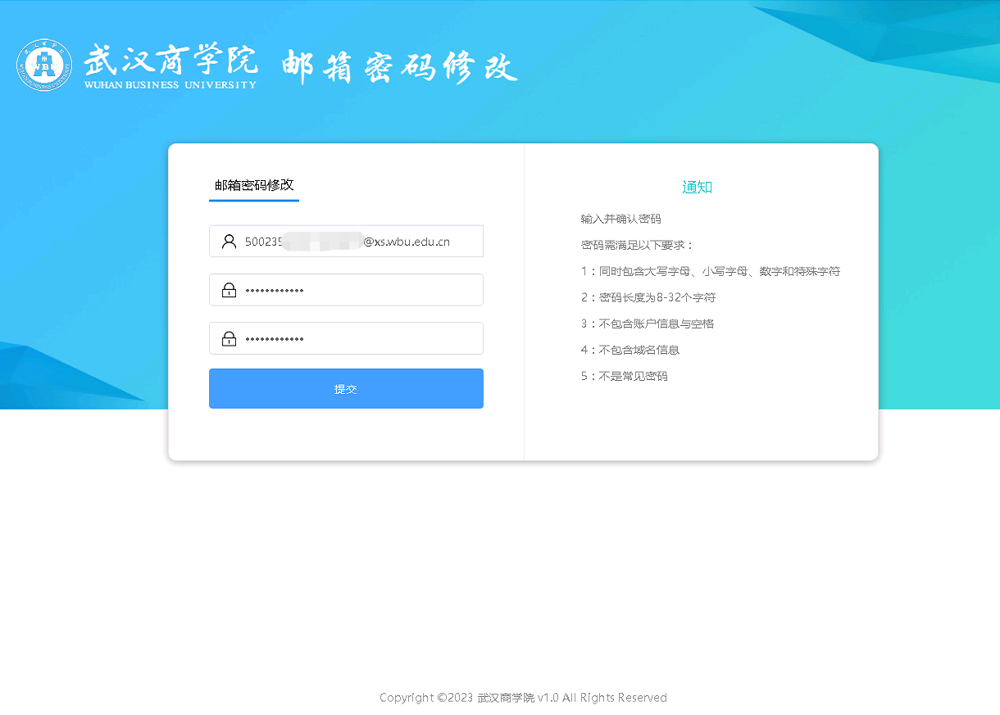 武汉商学院 邮箱密码修改
WUHAN BUSINESS UNIVERSITY
邮箱密码修改
500235 @xs.wbu.edu.cn
••••••••••••
••••••••••••
提交
通知
输入并确认密码
密码需满足以下要求：
1：同时包含大写字母、小写字母、数字和特殊字符
2：密码长度为8-32个字符
3：不包含账户信息与空格
4：不包含域名信息
5：不是常见密码
Copyright ©2023 武汉商学院 v1.0 All Rights Reserved